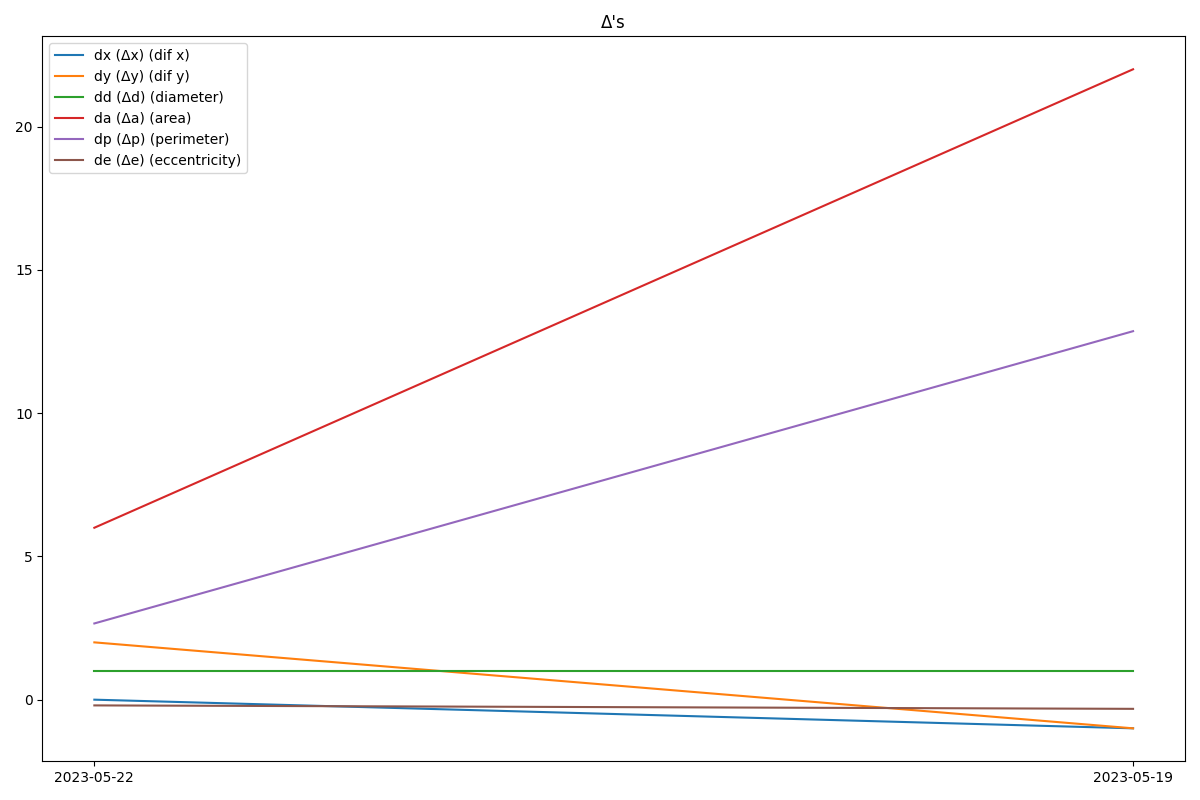 Δ's
dx (Δx) (dif x)
dy (Δy) (dif y)
dd (Δd) (diameter)
da (Δa) (area)
dp (Δp) (perimeter)
de (Δe) (eccentricity)
20
15
10
5
0
2023-05-22
2023-05-19